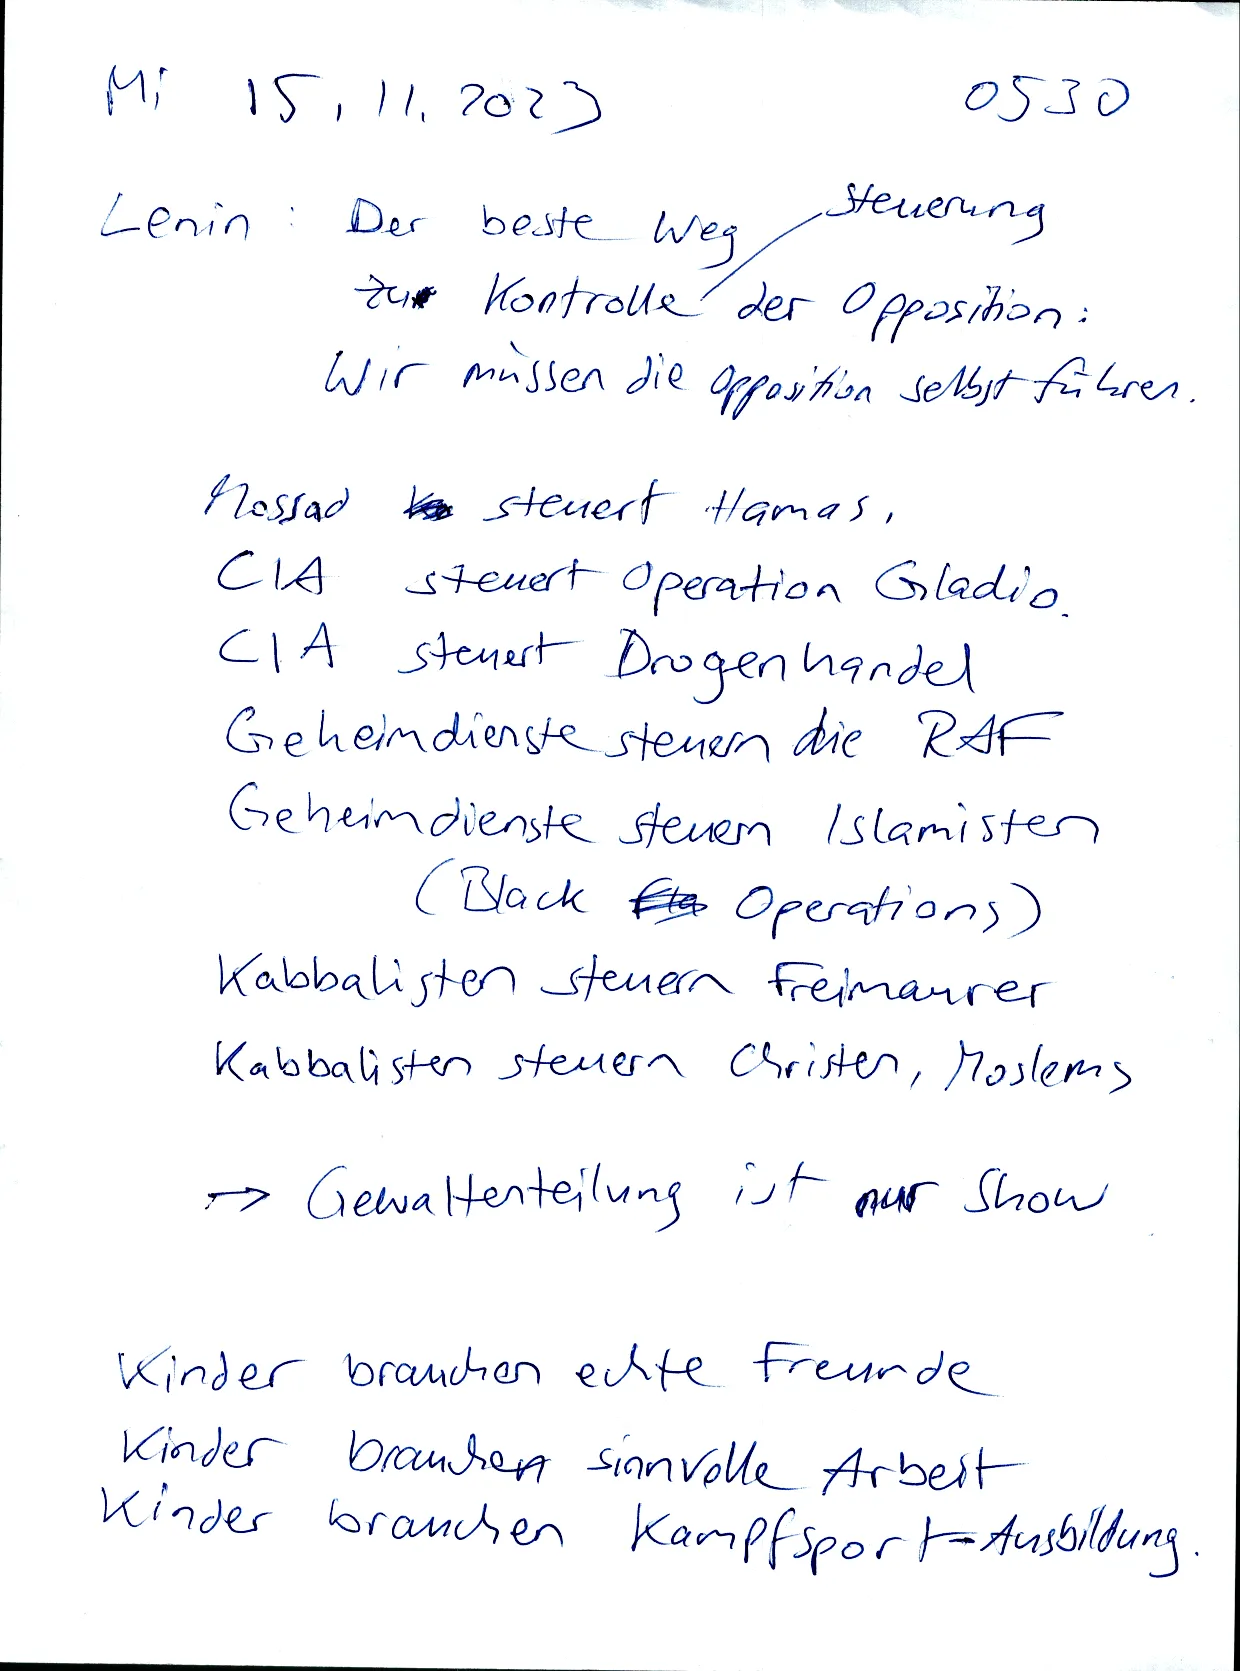 Mi 15.11.2023 0530
Lenin: Der beste Weg Steuerung
zur Kontrolle / der Opposition:
Wir müssen die Opposition selbst führen.
Mossad steuert Hamas.
CIA steuert Operation Gladio.
CIA steuert Drogenhandel
Geheimdienste steuern die RAF
Geheimdienste steuern Islamisten
(Black Operations)
Kabbalisten steuern Freimaurer
Kabbalisten steuern Christen, Moslems
→ Gewaltenteilung ist nur Show
Kinder brauchen echte Freunde
Kinder brauchen sinnvolle Arbeit
Kinder brauchen Kampfsport-Ausbildung.